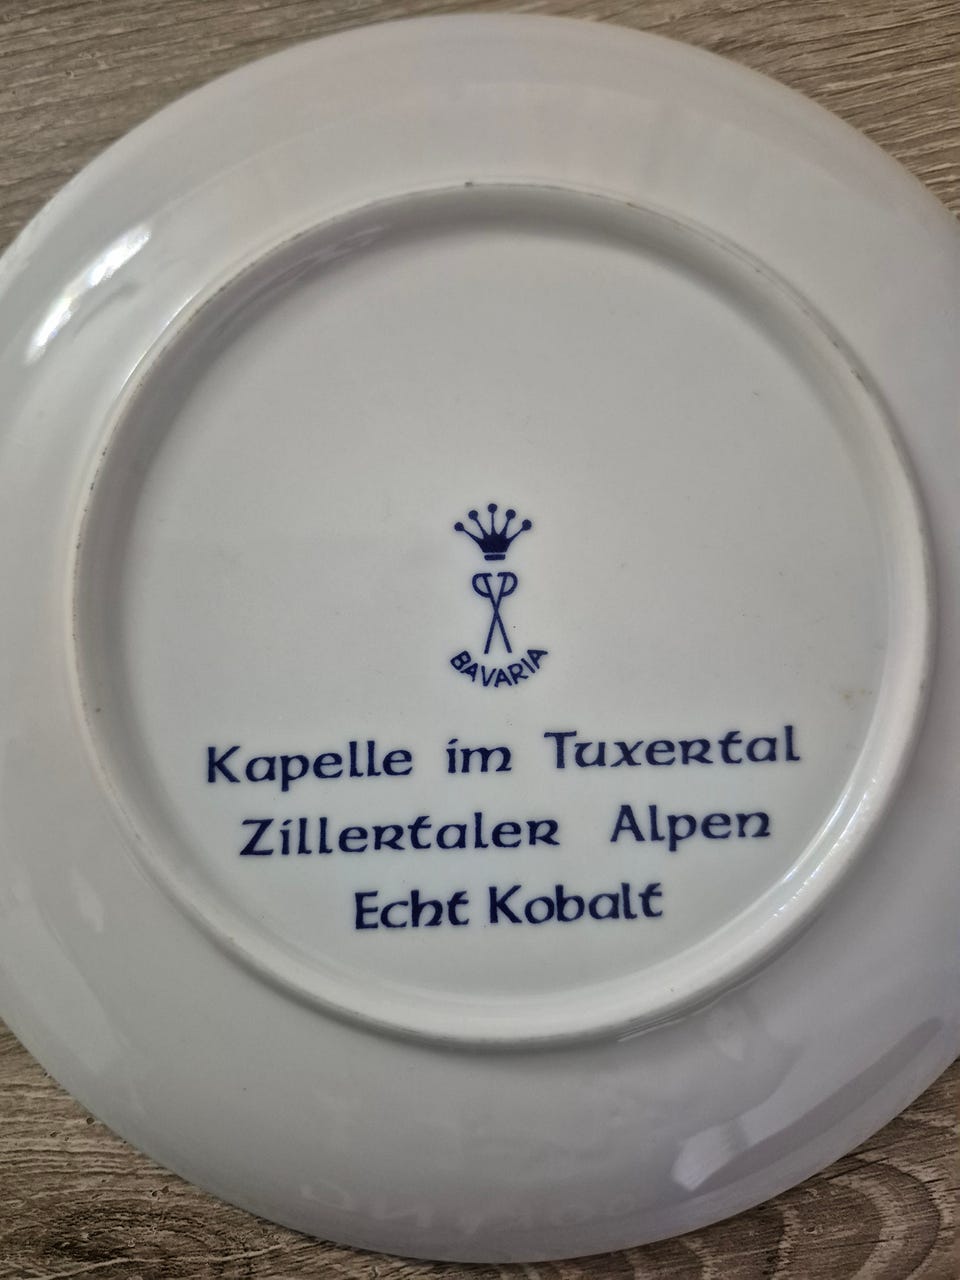 BAVARIA
Kapelle im Tuxertal
Zillertaler Alpen
Echt Kobalt